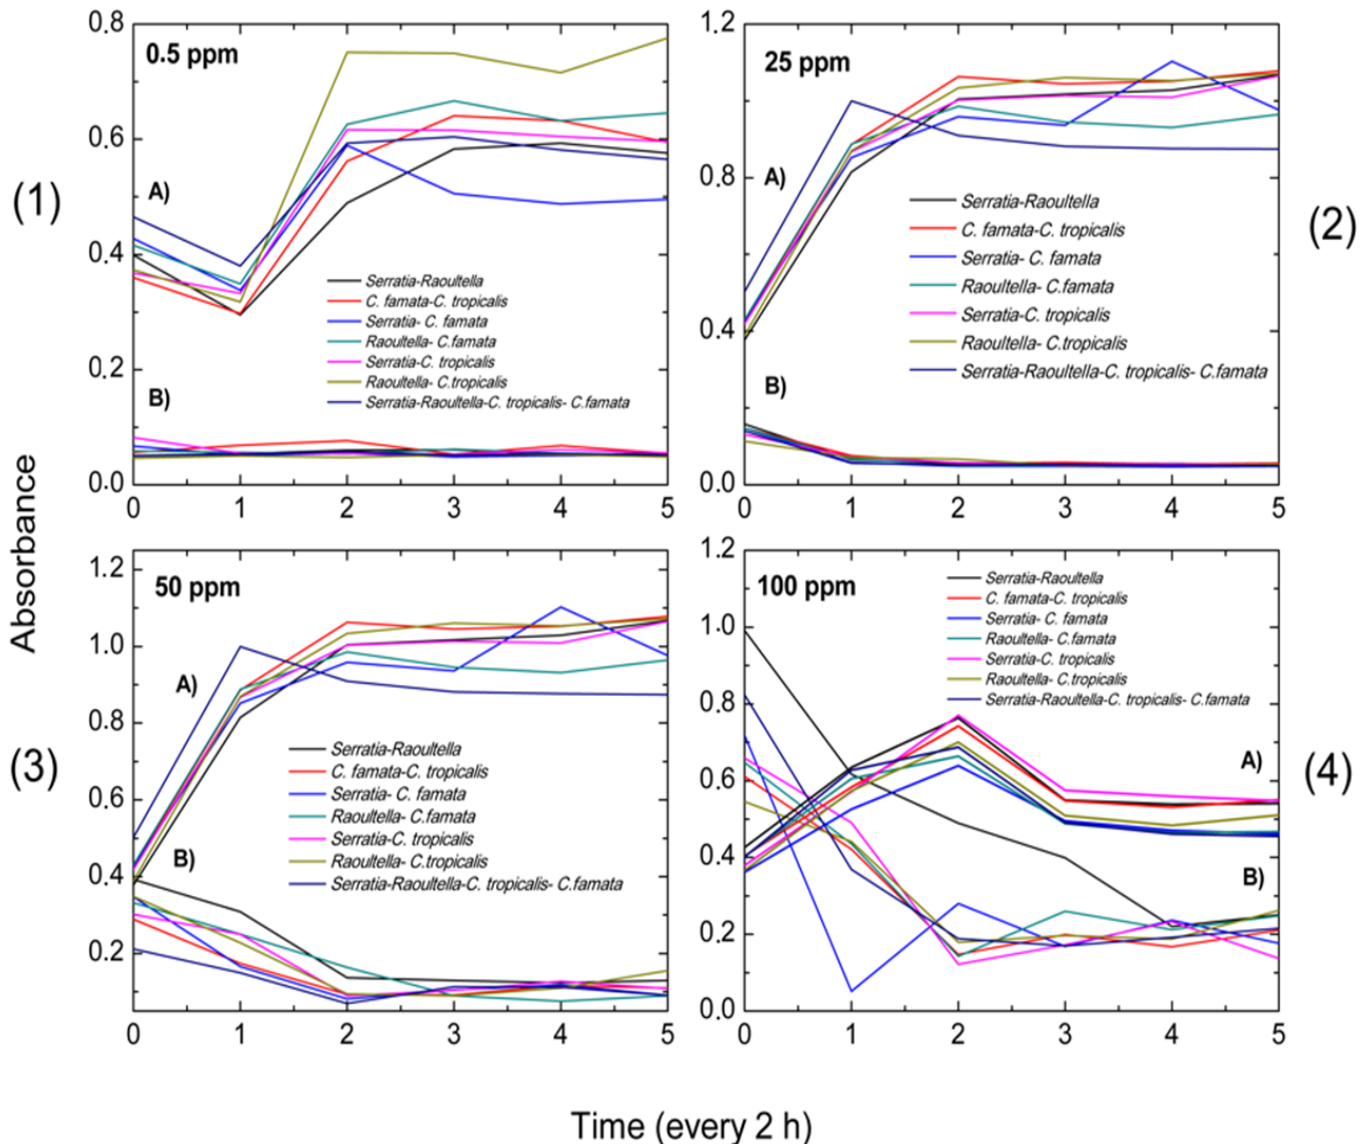 0.5 ppm
0.8
0.6
0.4
0.2
0.0
A)
B)
Serratia-Raoultella
C. famata-C. tropicalis
Serratia- C. famata
Raoultella- C.famata
Serratia-C. tropicalis
Raoultella- C.tropicalis
Serratia-Raoultella-C. tropicalis- C.famata
0 1 2 3 4 5
(1)
25 ppm
1.2
0.8
0.4
0.0
A)
B)
Serratia-Raoultella
C. famata-C. tropicalis
Serratia- C. famata
Raoultella- C.famata
Serratia-C. tropicalis
Raoultella- C.tropicalis
Serratia-Raoultella-C. tropicalis- C.famata
0 1 2 3 4 5
(2)
Absorbance
50 ppm
1.2
1.0
0.8
0.6
0.4
0.2
A)
B)
Serratia-Raoultella
C. famata-C. tropicalis
Serratia- C. famata
Raoultella- C.famata
Serratia-C. tropicalis
Raoultella- C.tropicalis
Serratia-Raoultella-C. tropicalis- C.famata
0 1 2 3 4 5
(3)
100 ppm
1.2
1.0
0.8
0.6
0.4
0.2
0.0
Serratia-Raoultella
C. famata-C. tropicalis
Serratia- C. famata
Raoultella- C.famata
Serratia-C. tropicalis
Raoultella- C.tropicalis
Serratia-Raoultella-C. tropicalis- C.famata
A)
B)
0 1 2 3 4 5
(4)
Time (every 2 h)